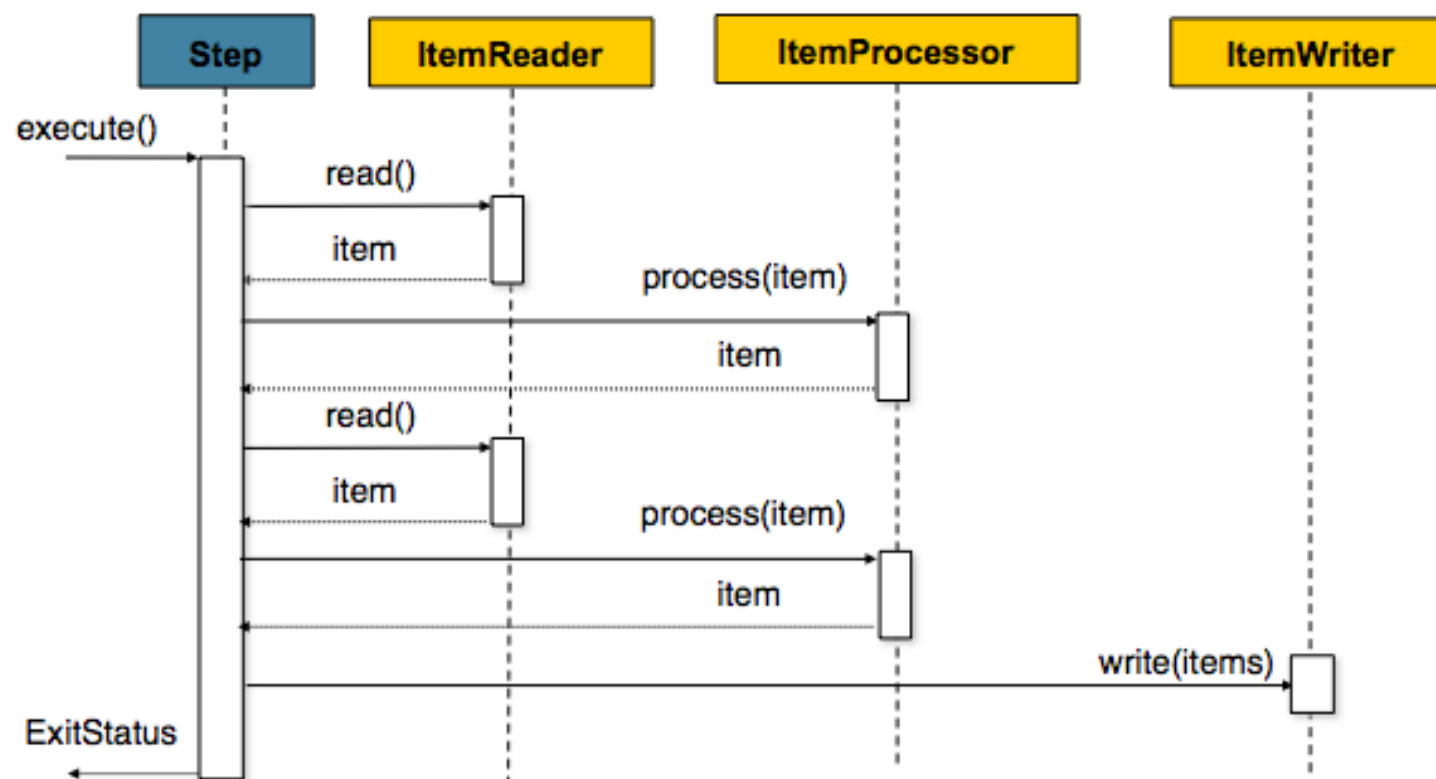 Step
ItemReader
ItemProcessor
ItemWriter
execute()
read()
item
process(item)
item
read()
item
process(item)
item
write(items)
ExitStatus